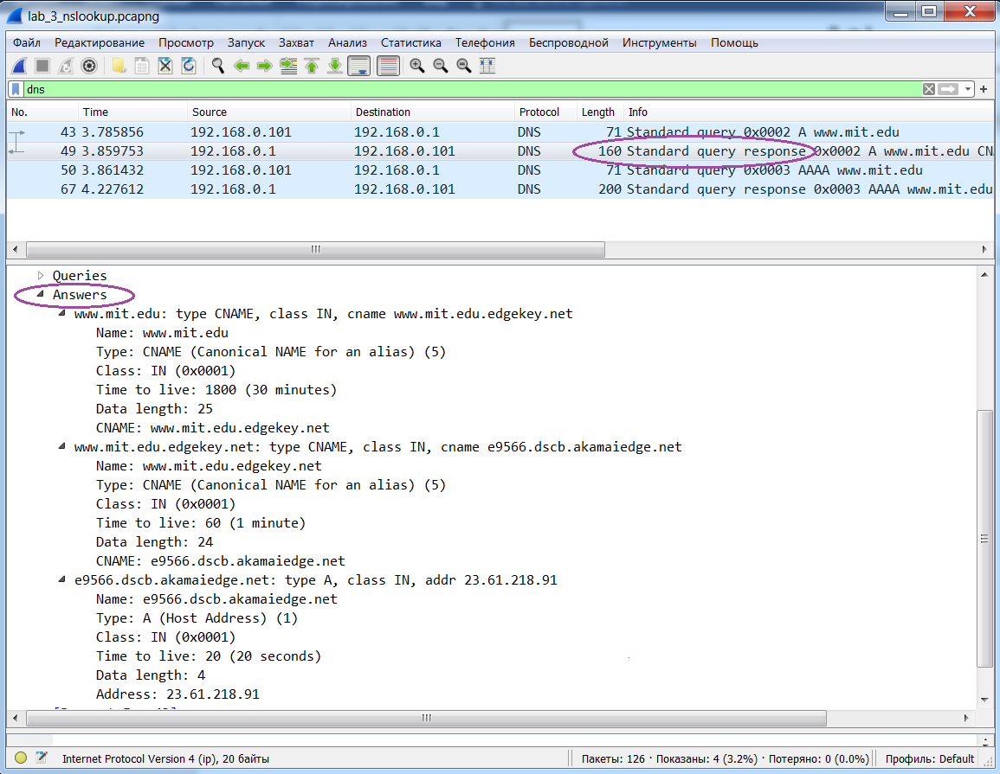 lab_3_nslookup.pcapng
Файл Редактирование Просмотр Запуск Захват Анализ Статистика Телефония Беспроводной Инструменты Помощь
dns
No. Time Source Destination Protocol Length Info
43 3.785856 192.168.0.101 192.168.0.1 DNS 71 Standard query 0x0002 A www.mit.edu
49 3.859753 192.168.0.1 192.168.0.101 DNS 160 Standard query response 0x0002 A www.mit.edu CN
50 3.861432 192.168.0.101 192.168.0.1 DNS 71 Standard query 0x0003 AAAA www.mit.edu
67 4.227612 192.168.0.1 192.168.0.101 DNS 200 Standard query response 0x0003 AAAA www.mit.edu
Queries
Answers
www.mit.edu: type CNAME, class IN, cname www.mit.edu.edgekey.net
Name: www.mit.edu
Type: CNAME (Canonical NAME for an alias) (5)
Class: IN (0x0001)
Time to live: 1800 (30 minutes)
Data length: 25
CNAME: www.mit.edu.edgekey.net
www.mit.edu.edgekey.net: type CNAME, class IN, cname e9566.dscb.akamaiedge.net
Name: www.mit.edu.edgekey.net
Type: CNAME (Canonical NAME for an alias) (5)
Class: IN (0x0001)
Time to live: 60 (1 minute)
Data length: 24
CNAME: e9566.dscb.akamaiedge.net
e9566.dscb.akamaiedge.net: type A, class IN, addr 23.61.218.91
Name: e9566.dscb.akamaiedge.net
Type: A (Host Address) (1)
Class: IN (0x0001)
Time to live: 20 (20 seconds)
Data length: 4
Address: 23.61.218.91
Internet Protocol Version 4 (ip), 20 байты Пакеты: 126 · Показаны: 4 (3.2%) · Потеряно: 0 (0.0%) Профиль: Default